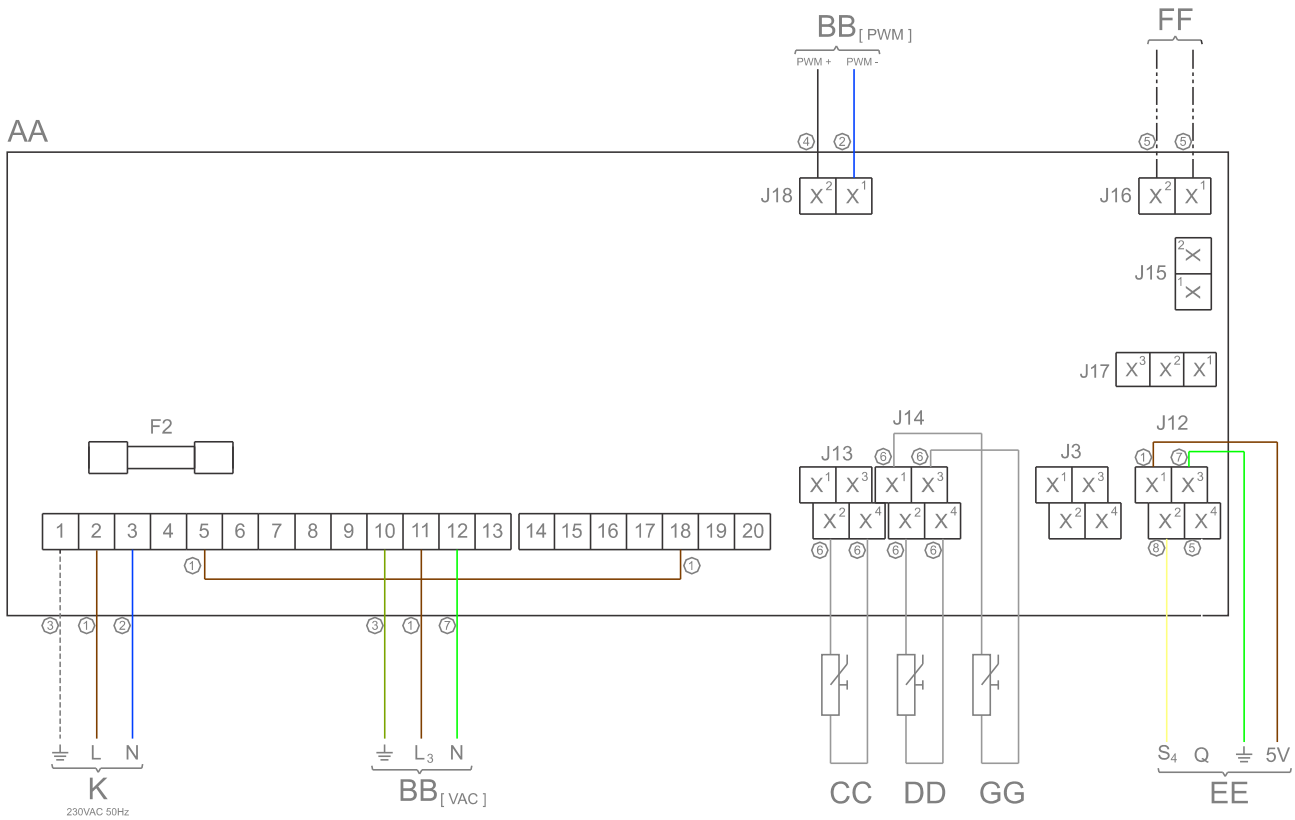 FF
BB [ PWM ]
PWM + PWM -
AA
4 2 5 5
J18 X2 X1 J16 X2 X1
2 X
J15
1 X
J17 X3 X2 X1
F2 J14 J12
J13 J3
6 6 1 7
X1 X3 X1 X3 X1 X3 X1 X3
X2 X4 X2 X4 X2 X4 X2 X4
1 2 3 4 5 6 7 8 9 10 11 12 13 14 15 16 17 18 19 20
6 6 6 6 8 5
1 1
3 1 2 3 1 7
L N L3 N S4 Q 5V
K BB [ VAC ] CC DD GG EE
230VAC 50Hz